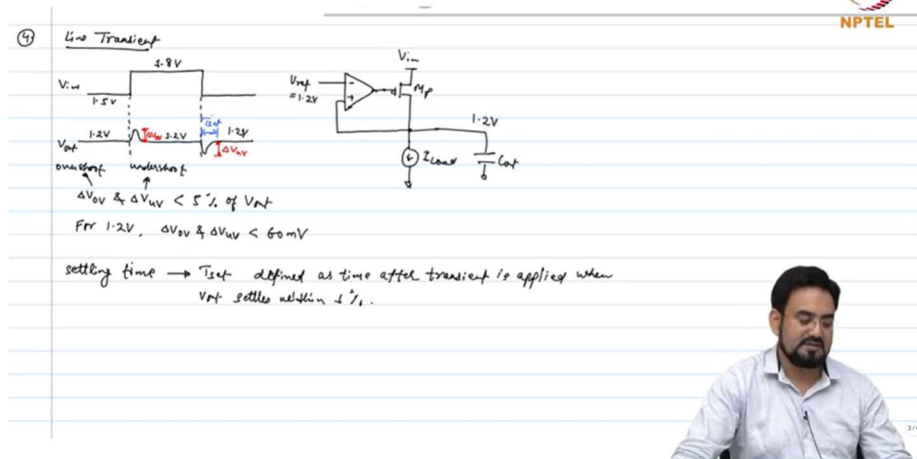 NPTEL
④ Line Transient
1.8V
Vin
1.5V
Tset
1.2V ΔVov 1.2V 1.2V
Vout
ΔVuv
overshoot undershoot
ΔVov & ΔVuv < 5% of Vout
For 1.2V, ΔVov & ΔVuv < 60mV
settling time → Tset defined as time after transient is applied when
Vout settles within 1%.
Vin
Vref
=1.2V
-
+
Mp
1.2V
ILoad
Cout